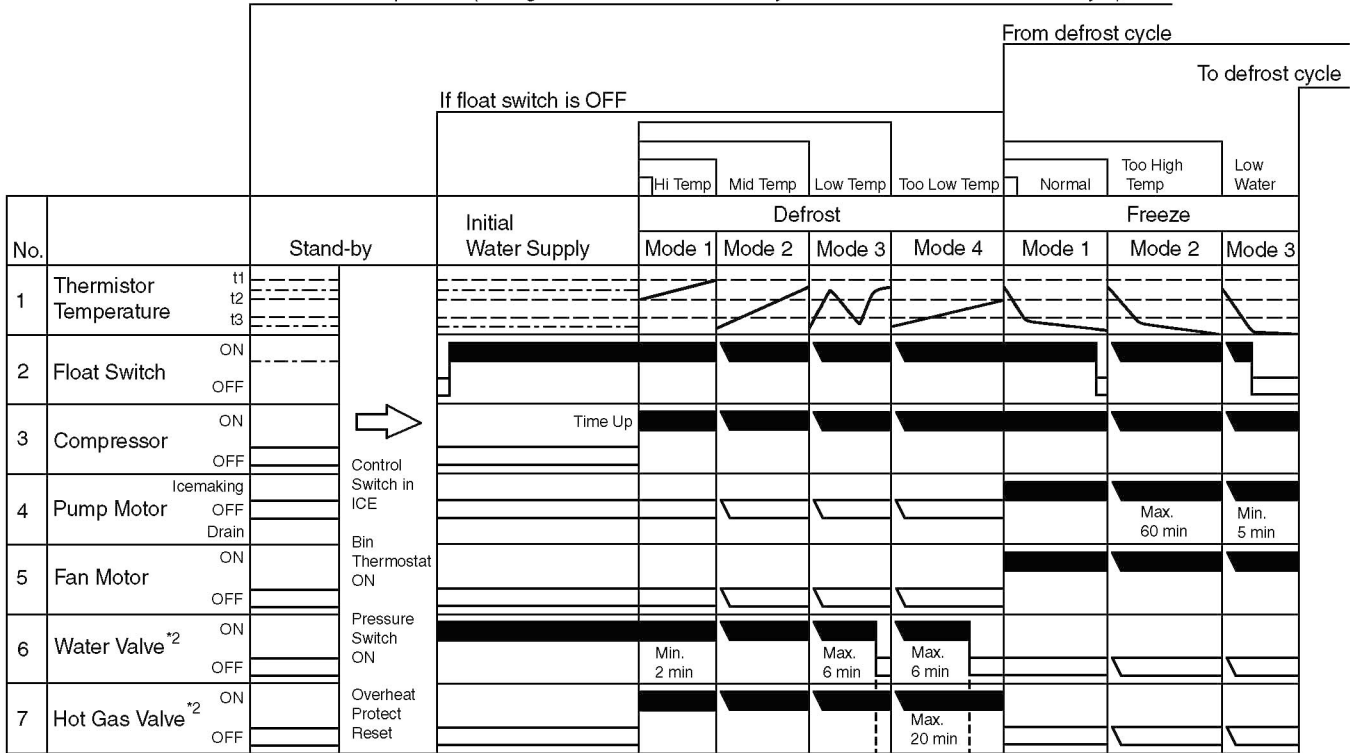 From defrost cycle
To defrost cycle
If float switch is OFF
Hi Temp Mid Temp Low Temp Too Low Temp Normal Too High Temp Low Water
Defrost Freeze
No. Stand-by Initial Water Supply Mode 1 Mode 2 Mode 3 Mode 4 Mode 1 Mode 2 Mode 3
1 Thermistor Temperature t1 t2 t3
2 Float Switch ON OFF
3 Compressor ON OFF Time Up
Control Switch in ICE
4 Pump Motor Icemaking OFF Drain Max. 60 min Min. 5 min
Bin Thermostat ON
5 Fan Motor ON OFF
Pressure Switch ON
6 Water Valve*2 ON OFF Min. 2 min Max. 6 min Max. 6 min
Overheat Protect Reset
7 Hot Gas Valve*2 ON OFF Max. 20 min